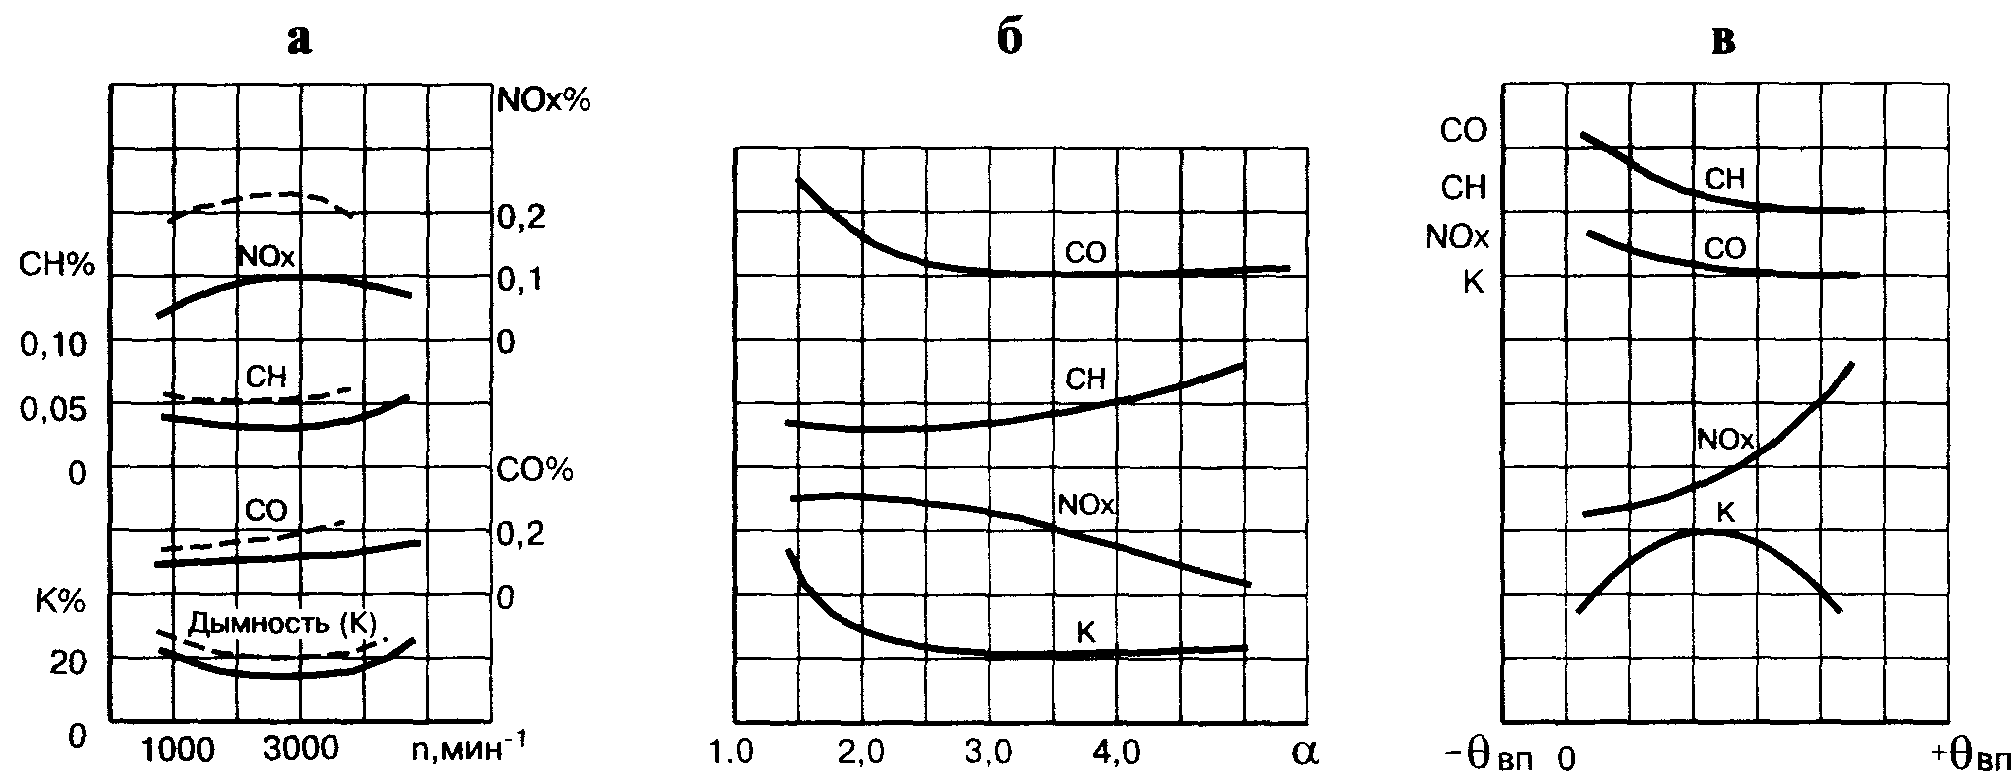 а
NOx%
0,2
NOx
CH%
0,1
0,10
0
CH
0,05
0
CO%
CO
0,2
K%
0
Дымность (К)
20
0
1000 3000 n,мин⁻¹
б
CO
CH
NOx
K
1.0 2,0 3,0 4,0 α
в
CO
CH
CH
NOx
CO
K
NOx
K
-θвп 0 +θвп